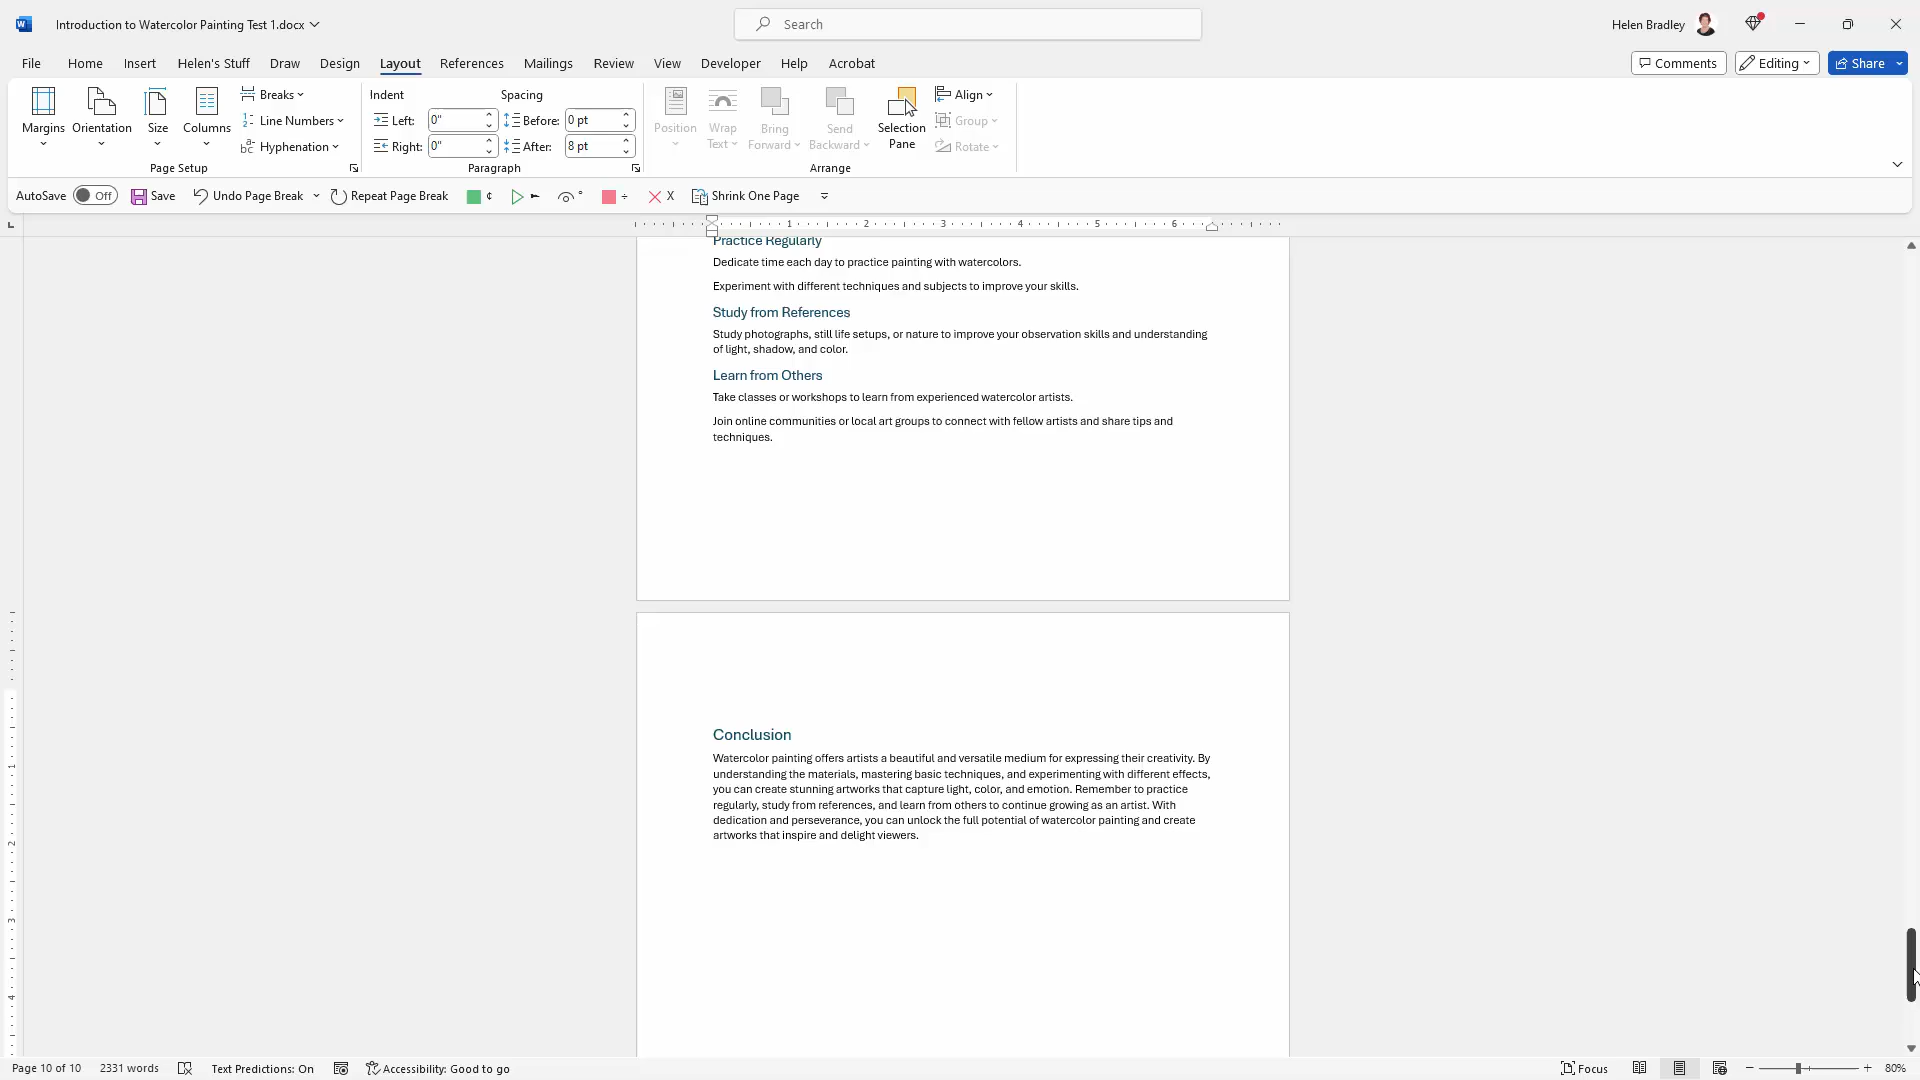 Introduction to Watercolor Painting Test 1.docx
Search
Helen Bradley
File Home Insert Helen's Stuff Draw Design Layout References Mailings Review View Developer Help Acrobat
Comments Editing Share
Margins Orientation Size Columns
Breaks
Line Numbers
Hyphenation
Page Setup
Indent Spacing
Left: 0" Before: 0 pt
Right: 0" After: 8 pt
Paragraph
Position Wrap Text Bring Forward Send Backward Selection Pane
Align
Group
Rotate
Arrange
AutoSave Off Save Undo Page Break Repeat Page Break ¢ ° ÷ X Shrink One Page
1 2 3 4 5 6
Practice Regularly
Dedicate time each day to practice painting with watercolors.
Experiment with different techniques and subjects to improve your skills.
Study from References
Study photographs, still life setups, or nature to improve your observation skills and understanding
of light, shadow, and color.
Learn from Others
Take classes or workshops to learn from experienced watercolor artists.
Join online communities or local art groups to connect with fellow artists and share tips and
techniques.
Conclusion
Watercolor painting offers artists a beautiful and versatile medium for expressing their creativity. By
understanding the materials, mastering basic techniques, and experimenting with different effects,
you can create stunning artworks that capture light, color, and emotion. Remember to practice
regularly, study from references, and learn from others to continue growing as an artist. With
dedication and perseverance, you can unlock the full potential of watercolor painting and create
artworks that inspire and delight viewers.
1
2
3
4
Page 10 of 10 2331 words Text Predictions: On Accessibility: Good to go Focus 80%